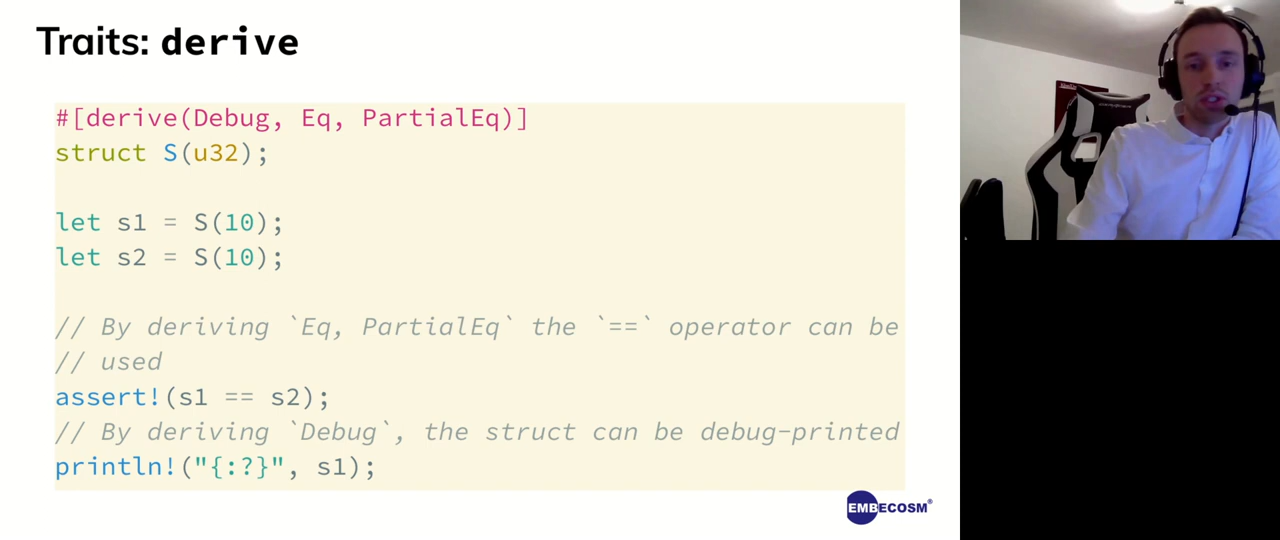 Traits: derive
#[derive(Debug, Eq, PartialEq)]
struct S(u32);
let s1 = S(10);
let s2 = S(10);
// By deriving `Eq, PartialEq` the `==` operator can be
// used
assert!(s1 == s2);
// By deriving `Debug`, the struct can be debug-printed
println!("{:?}", s1);
EMBECOSM®